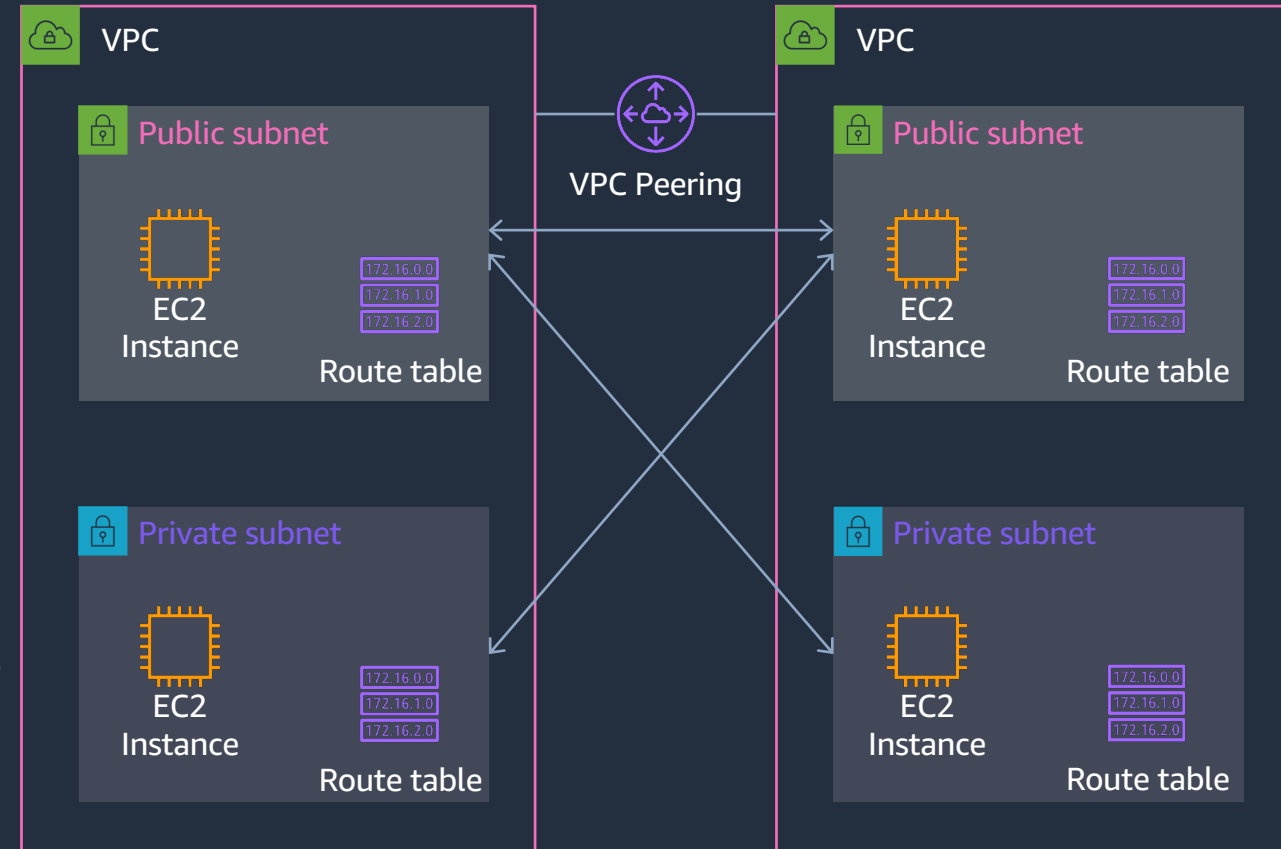 VPC
Public subnet
EC2
Instance
172.16.0.0
172.16.1.0
172.16.2.0
Route table
Private subnet
EC2
Instance
172.16.0.0
172.16.1.0
172.16.2.0
Route table
VPC Peering
VPC
Public subnet
EC2
Instance
172.16.0.0
172.16.1.0
172.16.2.0
Route table
Private subnet
EC2
Instance
172.16.0.0
172.16.1.0
172.16.2.0
Route table